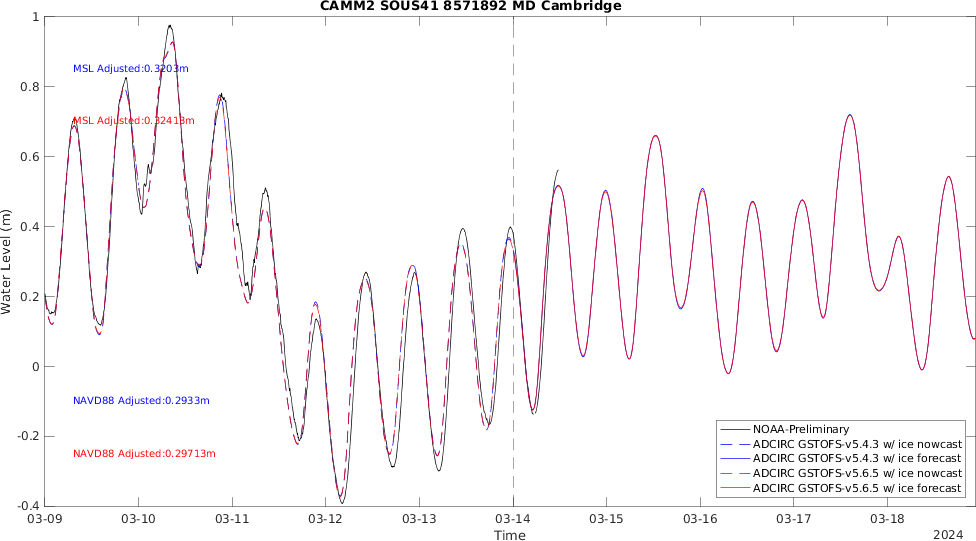 CAMM2 SOUS41 8571892 MD Cambridge
1
0.8
0.6
0.4
0.2
0
-0.2
-0.4
Water Level (m)
MSL Adjusted:0.3203m
MSL Adjusted:0.32413m
NAVD88 Adjusted:0.2933m
NAVD88 Adjusted:0.29713m
NOAA-Preliminary
ADCIRC GSTOFS-v5.4.3 w/ ice nowcast
ADCIRC GSTOFS-v5.4.3 w/ ice forecast
ADCIRC GSTOFS-v5.6.5 w/ ice nowcast
ADCIRC GSTOFS-v5.6.5 w/ ice forecast
03-09 03-10 03-11 03-12 03-13 03-14 03-15 03-16 03-17 03-18
Time
2024